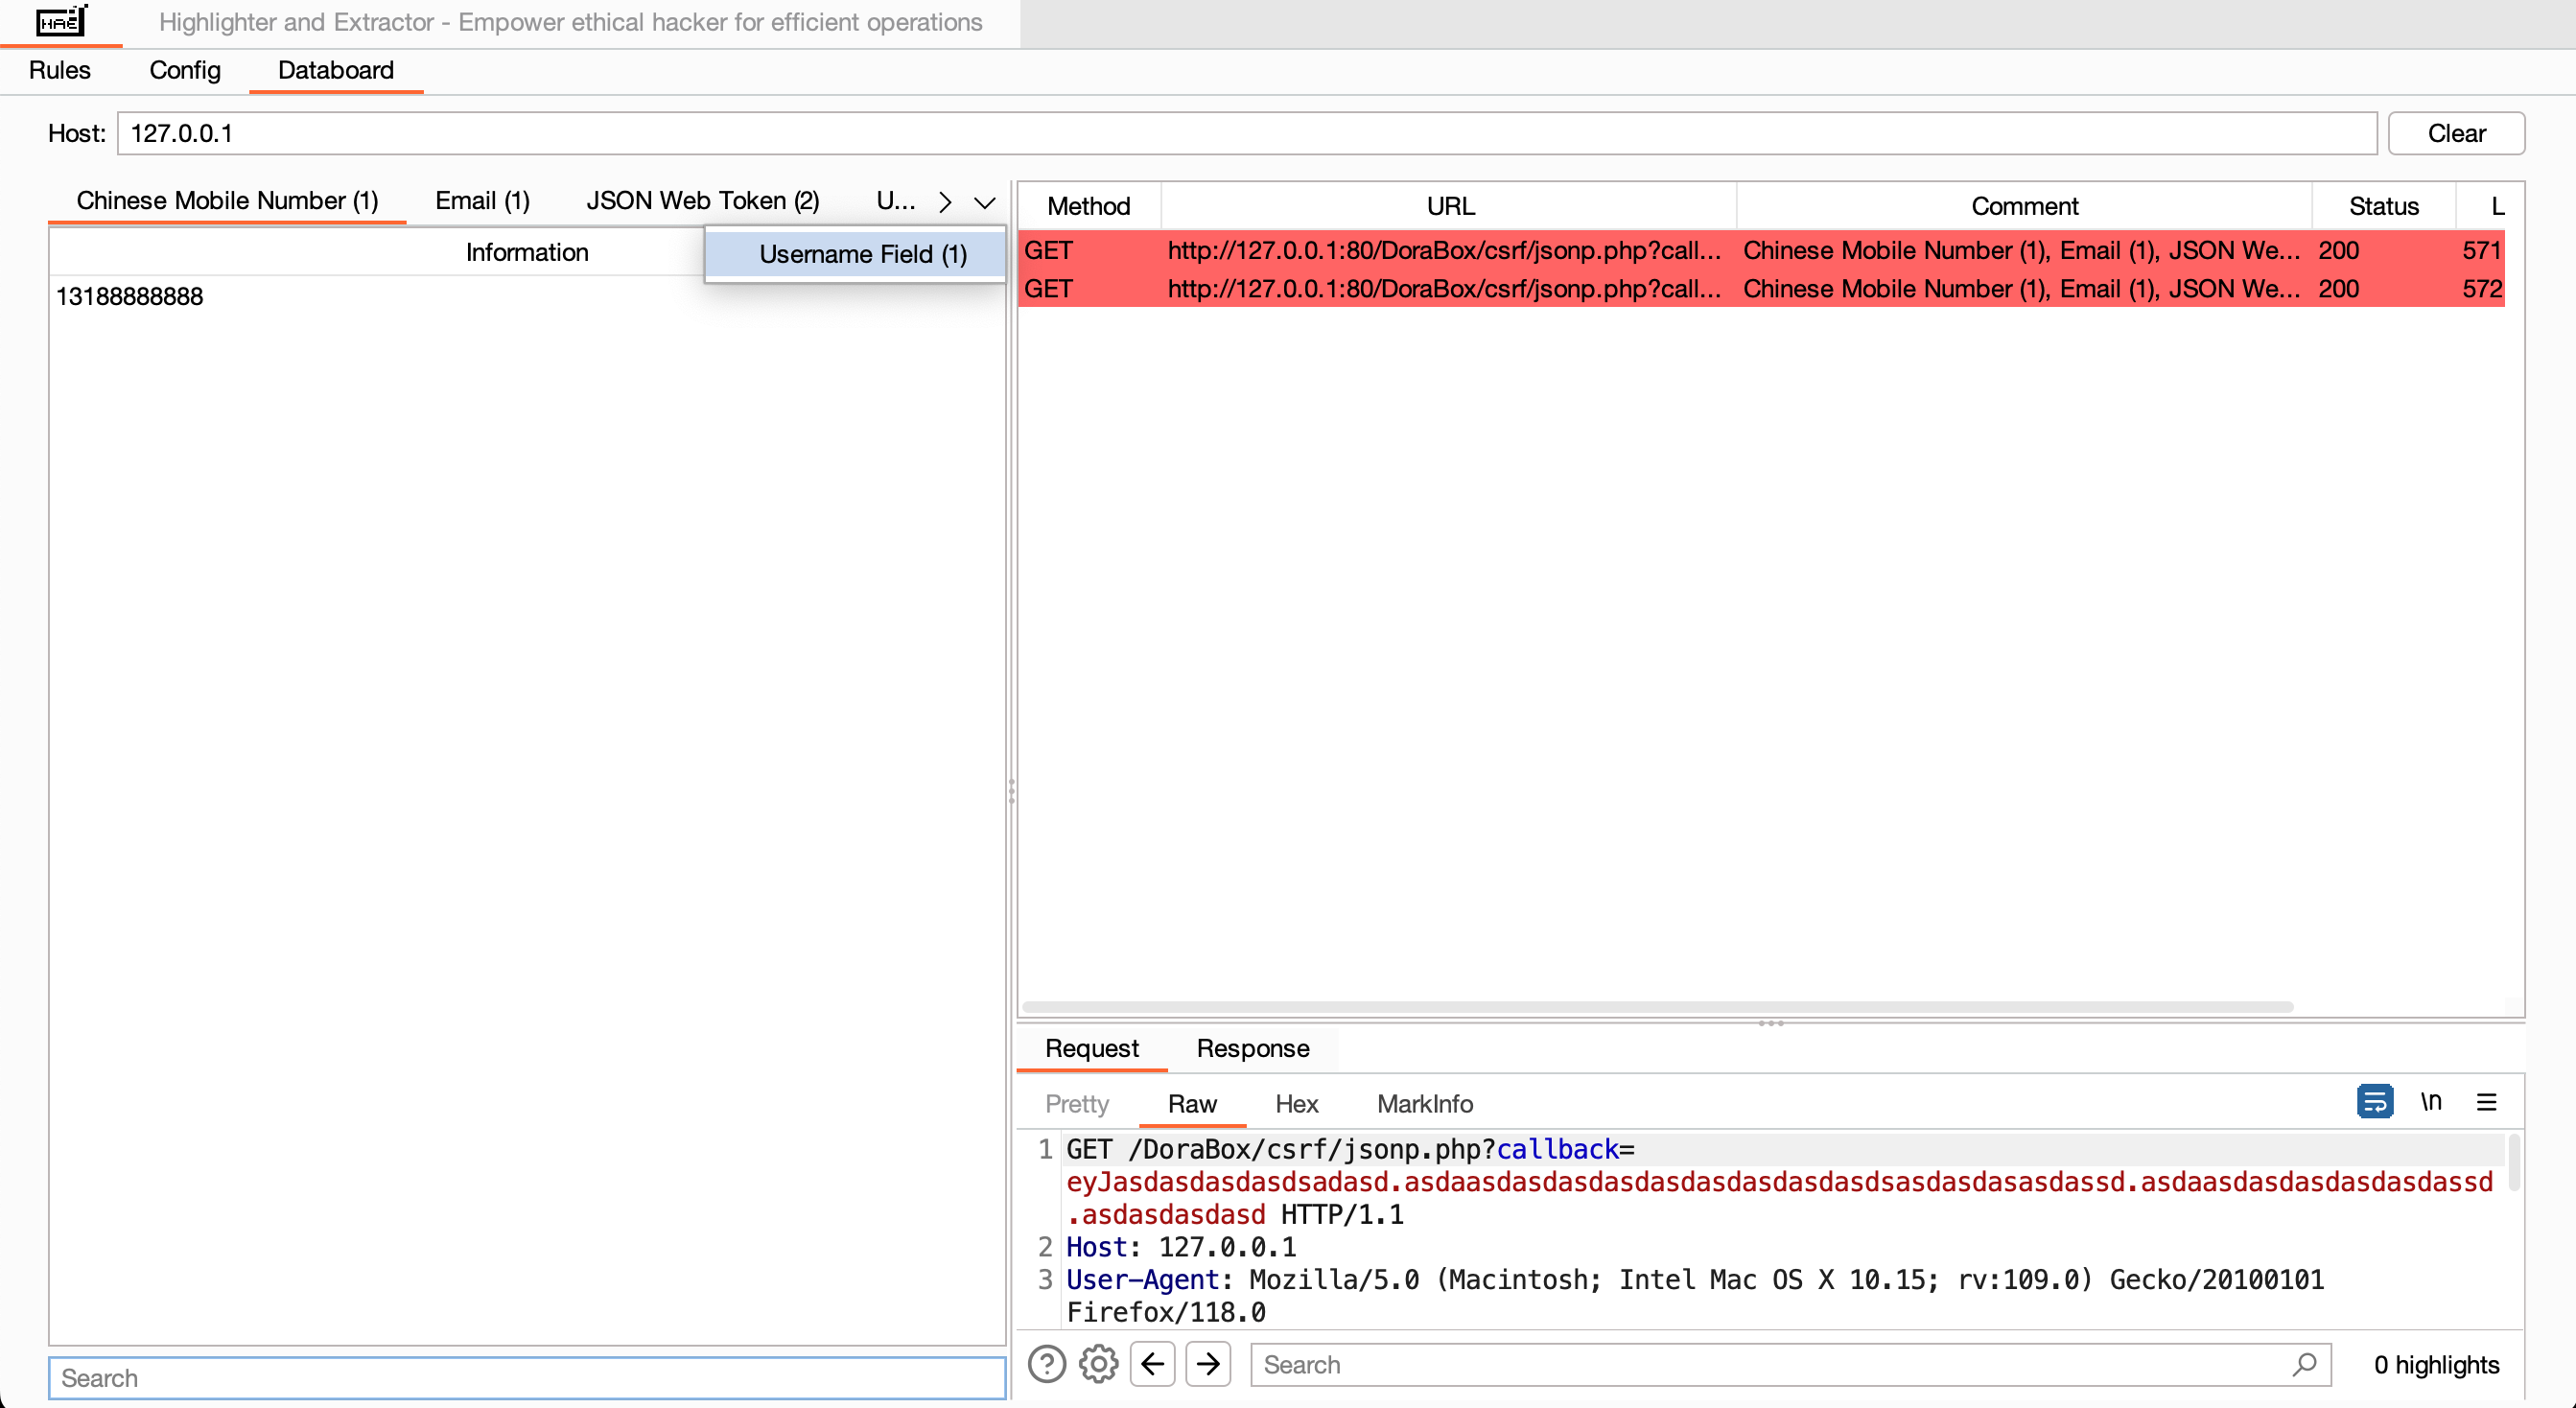 HAE Highlighter and Extractor - Empower ethical hacker for efficient operations
Rules Config Databoard
Host: 127.0.0.1 Clear
Chinese Mobile Number (1) Email (1) JSON Web Token (2) U...
Information
Username Field (1)
13188888888
Search
Method URL Comment Status L
GET http://127.0.0.1:80/DoraBox/csrf/jsonp.php?call... Chinese Mobile Number (1), Email (1), JSON We... 200 571
GET http://127.0.0.1:80/DoraBox/csrf/jsonp.php?call... Chinese Mobile Number (1), Email (1), JSON We... 200 572
Request Response
Pretty Raw Hex MarkInfo \n
1 GET /DoraBox/csrf/jsonp.php?callback=
eyJasdasdasdasdsadasd.asdaasdasdasdasdasdasdasdasdasdsasdasdasasdassd.asdaasdasdasdasdasdassd
.asdasdasdasd HTTP/1.1
2 Host: 127.0.0.1
3 User-Agent: Mozilla/5.0 (Macintosh; Intel Mac OS X 10.15; rv:109.0) Gecko/20100101
Firefox/118.0
Search 0 highlights